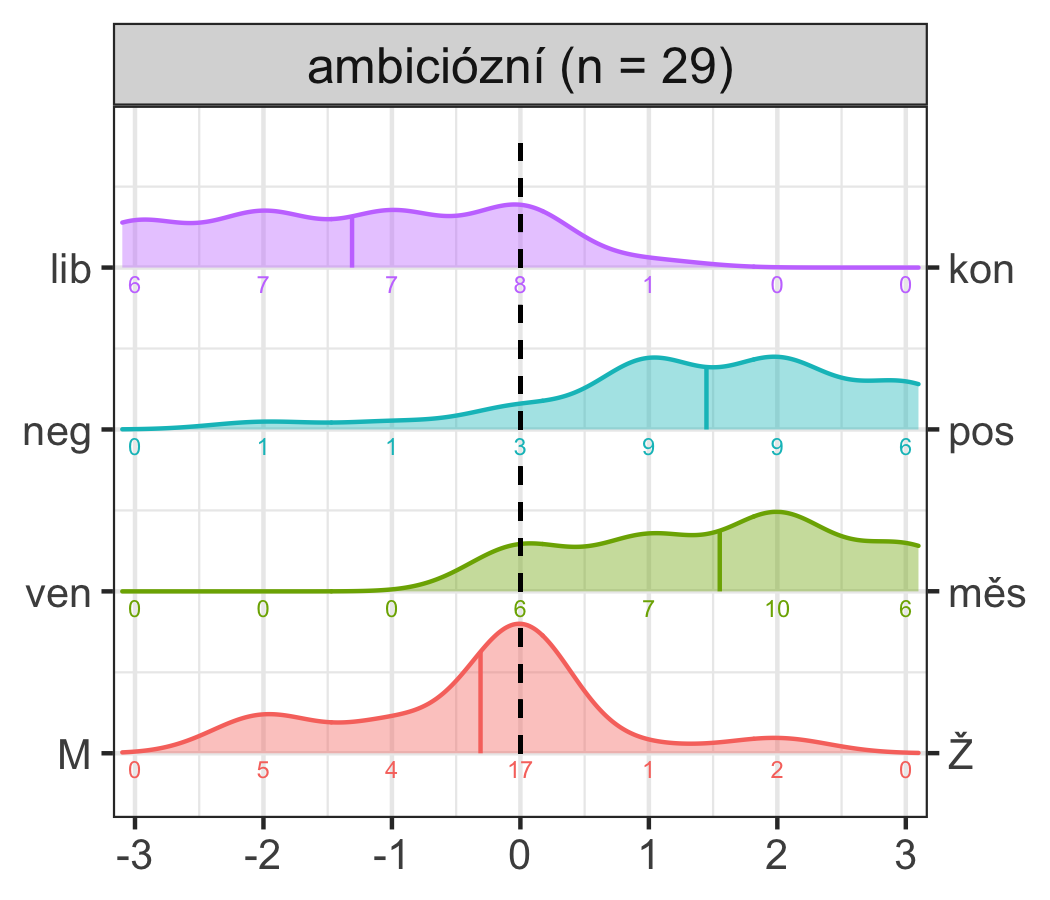 ambiciózní (n = 29)
lib kon
6 7 7 8 1 0 0
neg pos
0 1 1 3 9 9 6
ven měs
0 0 0 6 7 10 6
M Ž
0 5 4 17 1 2 0
-3 -2 -1 0 1 2 3